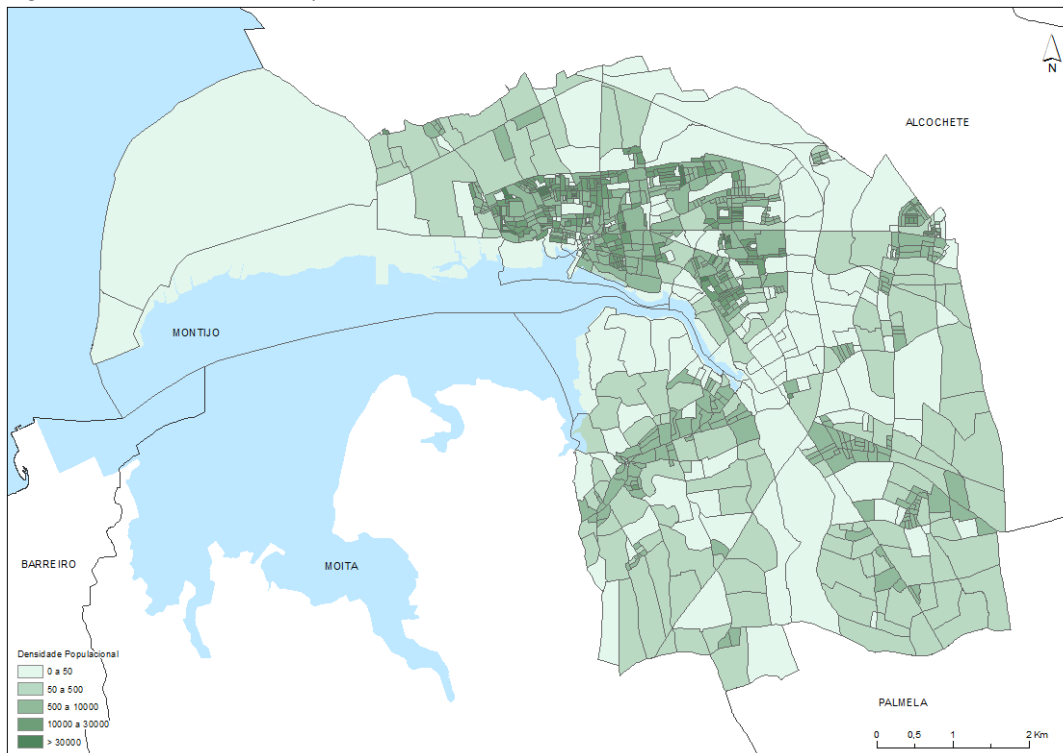 N
ALCOCHETE
MONTIJO
BARREIRO
MOITA
PALMELA
Densidade Populacional
0 a 50
50 a 500
500 a 10000
10000 a 30000
> 30000
0 0,5 1 2 Km